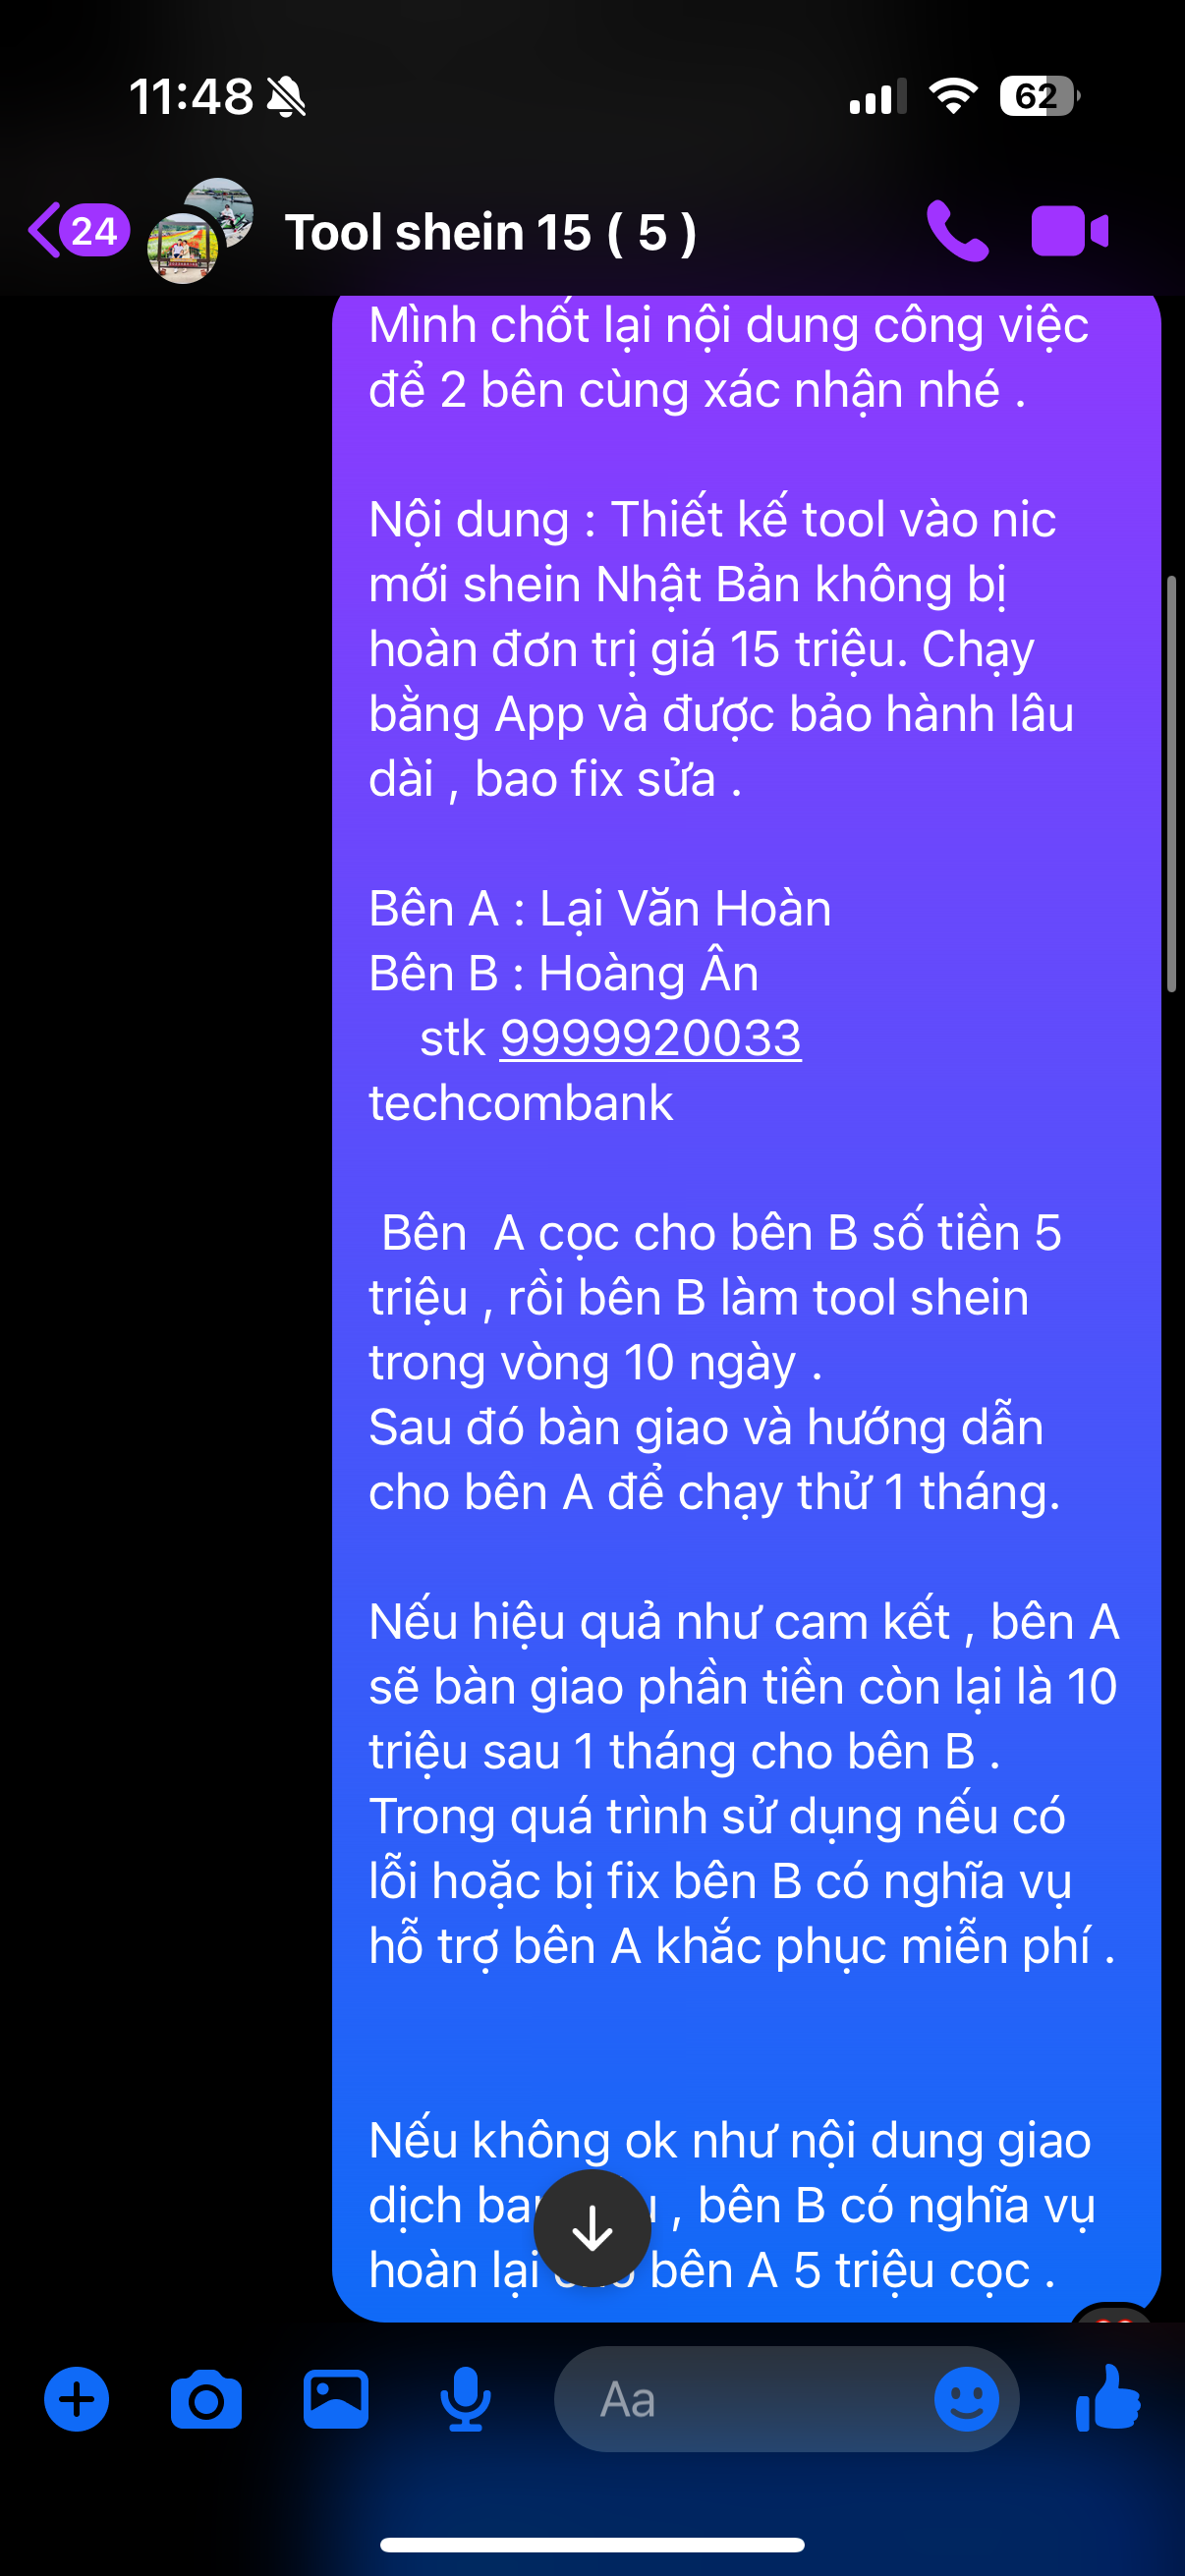 11:48
62
24
Tool shein 15 ( 5 )
Mình chốt lại nội dung công việc
để 2 bên cùng xác nhận nhé .
Nội dung : Thiết kế tool vào nic
mới shein Nhật Bản không bị
hoàn đơn trị giá 15 triệu. Chạy
bằng App và được bảo hành lâu
dài , bao fix sửa .
Bên A : Lại Văn Hoàn
Bên B : Hoàng Ân
stk 9999920033
techcombank
Bên A cọc cho bên B số tiền 5
triệu , rồi bên B làm tool shein
trong vòng 10 ngày .
Sau đó bàn giao và hướng dẫn
cho bên A để chạy thử 1 tháng.
Nếu hiệu quả như cam kết , bên A
sẽ bàn giao phần tiền còn lại là 10
triệu sau 1 tháng cho bên B .
Trong quá trình sử dụng nếu có
lỗi hoặc bị fix bên B có nghĩa vụ
hỗ trợ bên A khắc phục miễn phí .
Nếu không ok như nội dung giao
dịch , bên B có nghĩa vụ
hoàn lại bên A 5 triệu cọc .
Aa